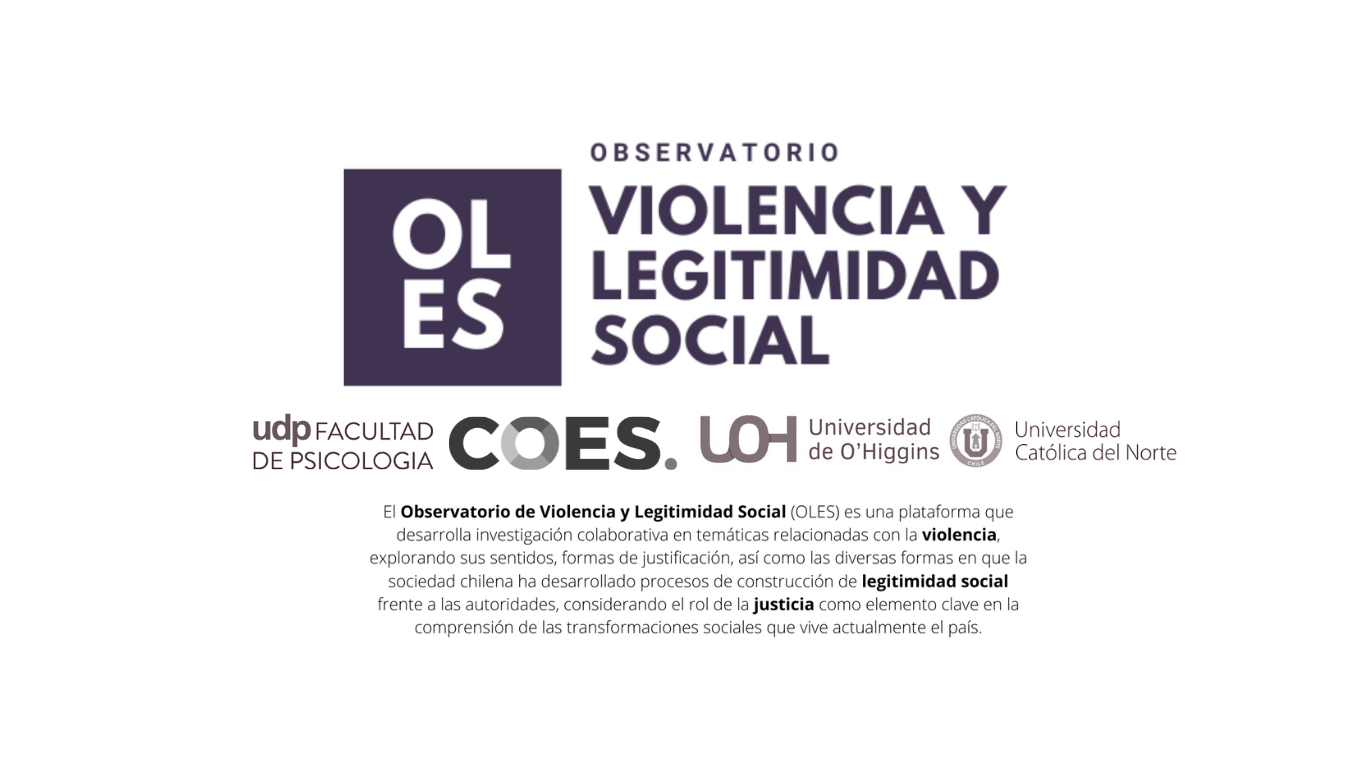 OBSERVATORIO
OL
ES
VIOLENCIA Y
LEGITIMIDAD
SOCIAL
udp FACULTAD
DE PSICOLOGIA
COES.
UOH
Universidad
de O'Higgins
Universidad
Católica del Norte
El Observatorio de Violencia y Legitimidad Social (OLES) es una plataforma que
desarrolla investigación colaborativa en temáticas relacionadas con la violencia,
explorando sus sentidos, formas de justificación, así como las diversas formas en que la
sociedad chilena ha desarrollado procesos de construcción de legitimidad social
frente a las autoridades, considerando el rol de la justicia como elemento clave en la
comprensión de las transformaciones sociales que vive actualmente el país.